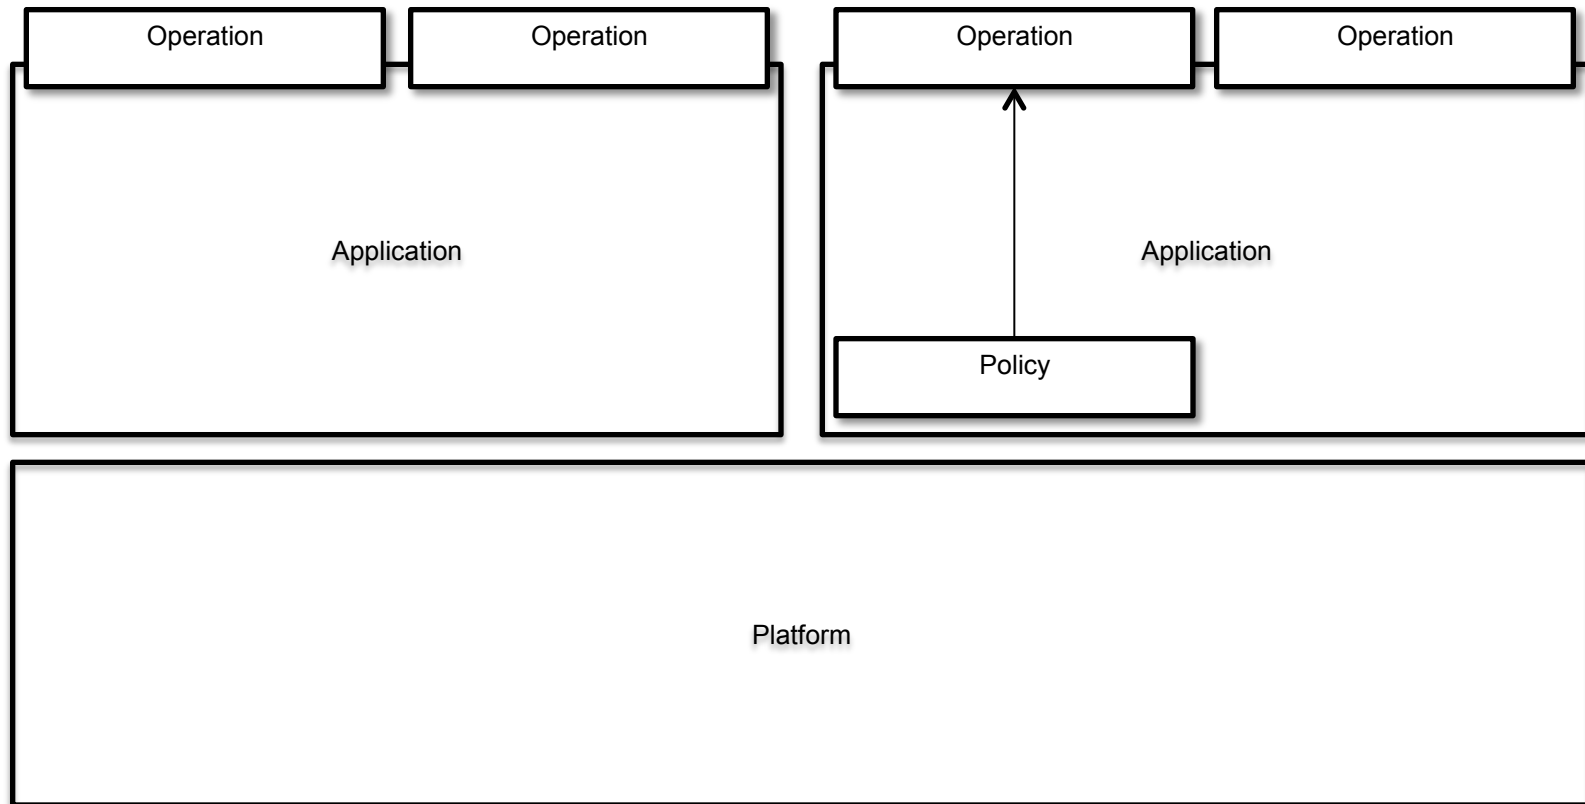 Operation
Operation
Operation
Operation
Application
Application
Policy
Platform